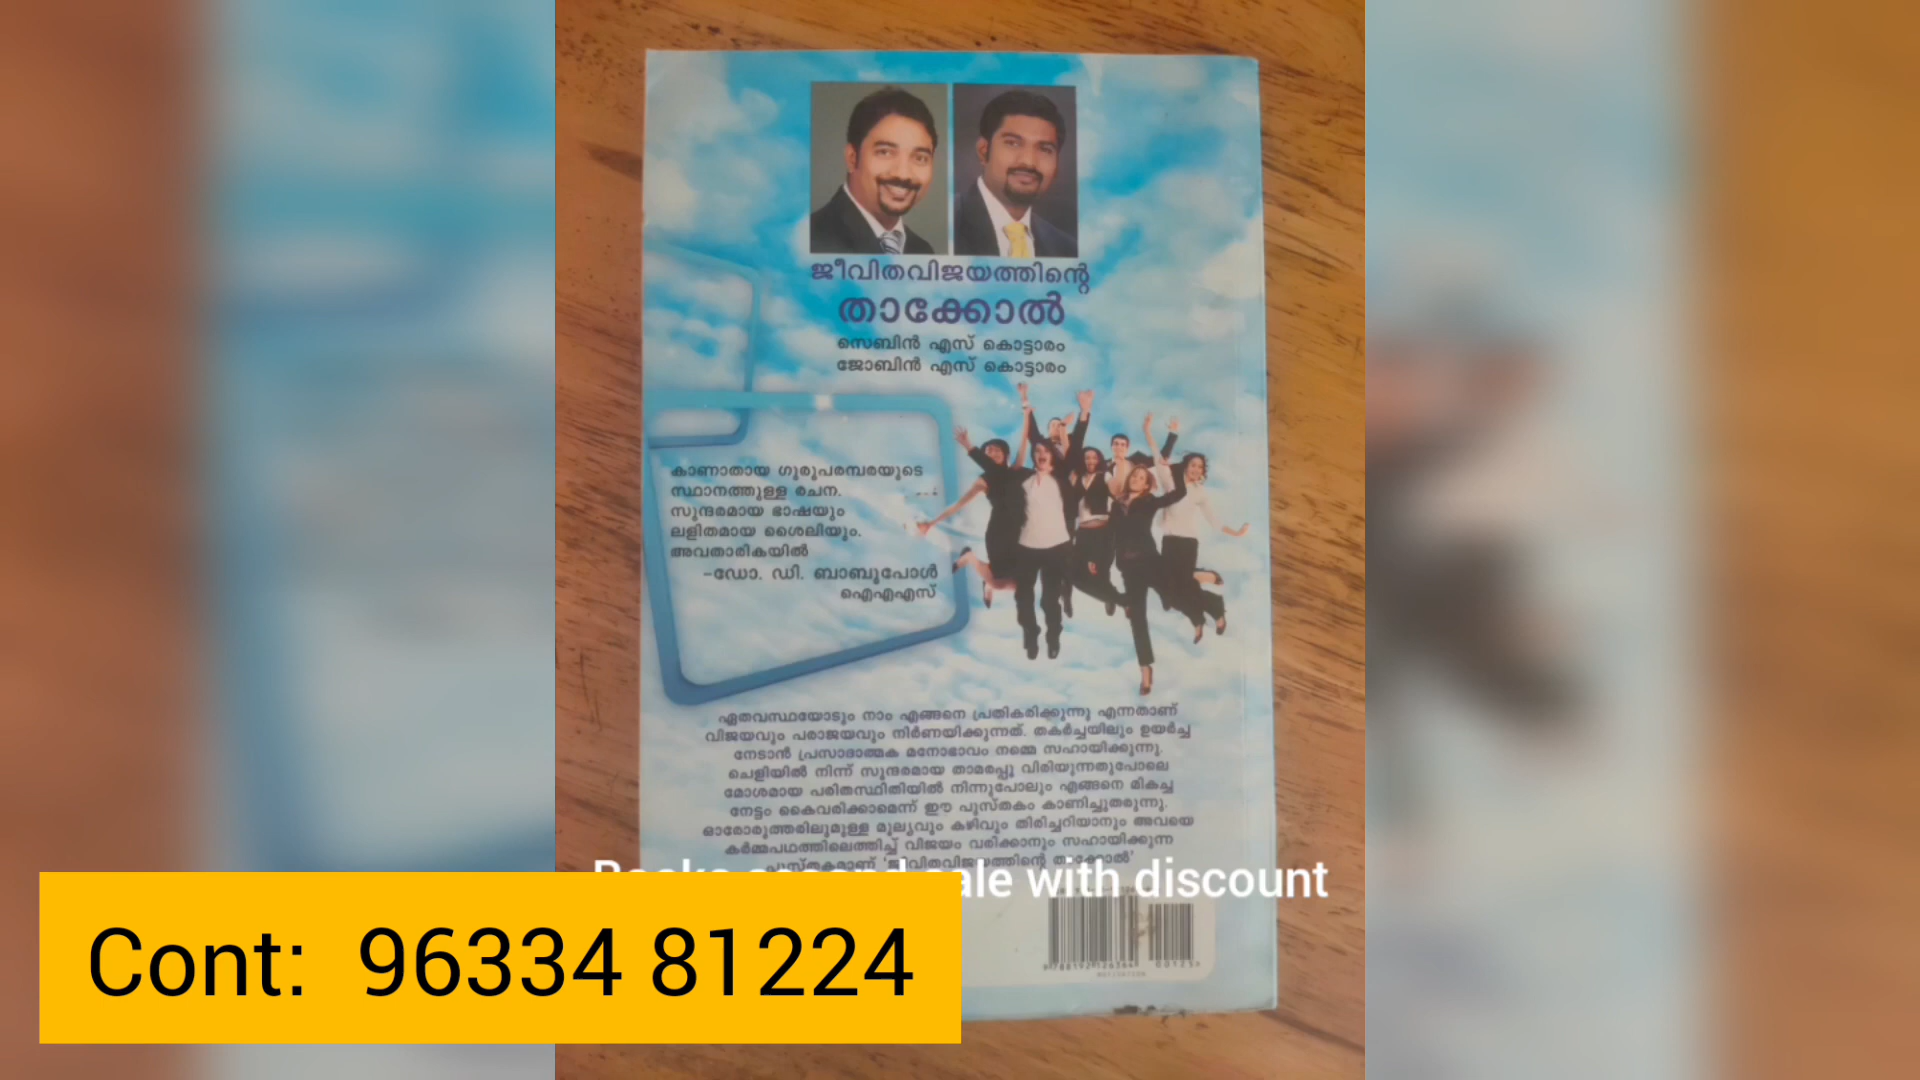 ജീവിതവിജയത്തിന്റെ
താക്കോൽ
സെബിൻ എസ് കൊട്ടാരം
ജോബിൻ എസ് കൊട്ടാരം
കാണാതായ ഗുരുപരമ്പരയുടെ
സ്ഥാനത്തുള്ള രചന.
സുന്ദരമായ ഭാഷയും
ലളിതമായ ശൈലിയും.
അവതാരികയിൽ
-ഡോ. ഡി. ബാബുപോൾ
ഐഎഎസ്
ഏതവസ്ഥയോടും നാം എങ്ങനെ പ്രതികരിക്കുന്നു എന്നതാണ്
വിജയവും പരാജയവും നിർണയിക്കുന്നത്. തകർച്ചയിലും ഉയർച്ച
നേടാൻ പ്രസാദാത്മക മനോഭാവം നമ്മെ സഹായിക്കുന്നു.
ചെളിയിൽ നിന്ന് സുന്ദരമായ താമരപ്പൂ വിരിയുന്നതുപോലെ
മോശമായ പരിതസ്ഥിതിയിൽ നിന്നുപോലും എങ്ങനെ മികച്ച
നേട്ടം കൈവരിക്കാമെന്ന് ഈ പുസ്തകം കാണിച്ചുതരുന്നു.
ഓരോരുത്തരിലുമുള്ള മൂല്യവും കഴിവും തിരിച്ചറിയാനും അവയെ
കർമ്മപഥത്തിലെത്തിച്ച് വിജയം വരിക്കാനും സഹായിക്കുന്ന
പുസ്തകമാണ് 'ജീവിതവിജയത്തിന്റെ താക്കോൽ'
with discount
Cont: 96334 81224